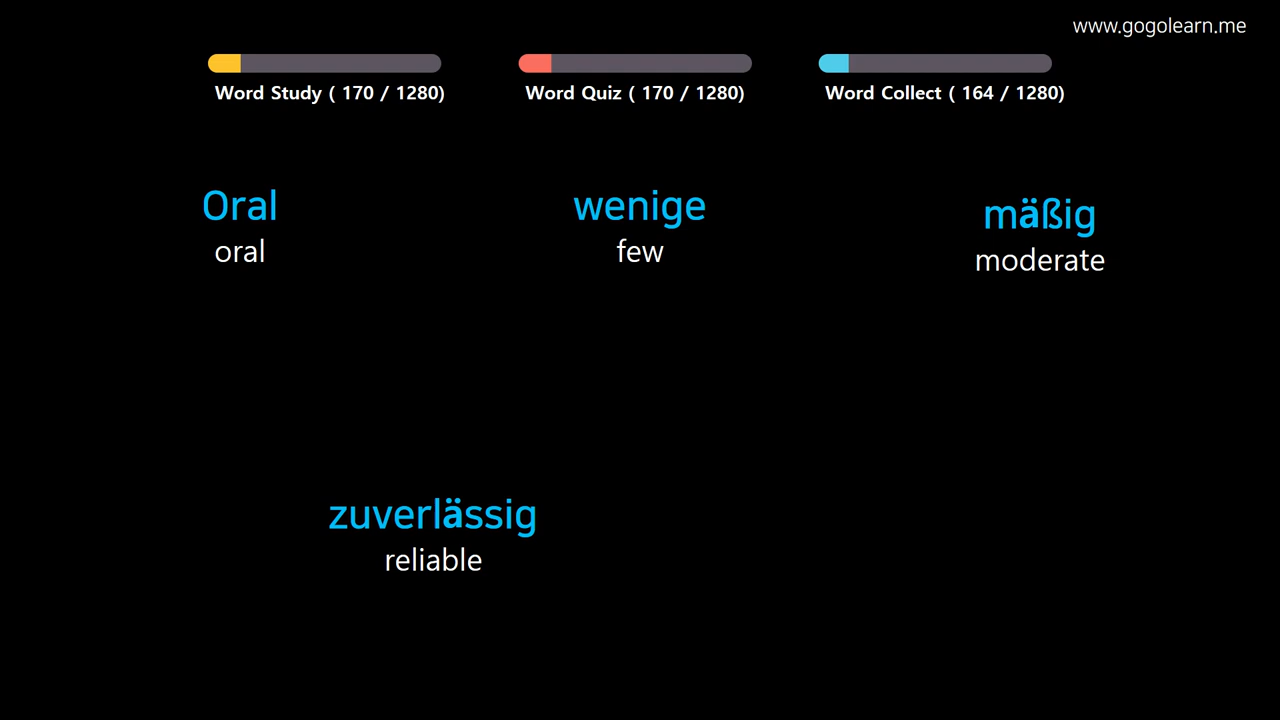 www.gogolearn.me
Word Study ( 170 / 1280)
Word Quiz ( 170 / 1280)
Word Collect ( 164 / 1280)
Oral
oral
wenige
few
mäßig
moderate
zuverlässig
reliable